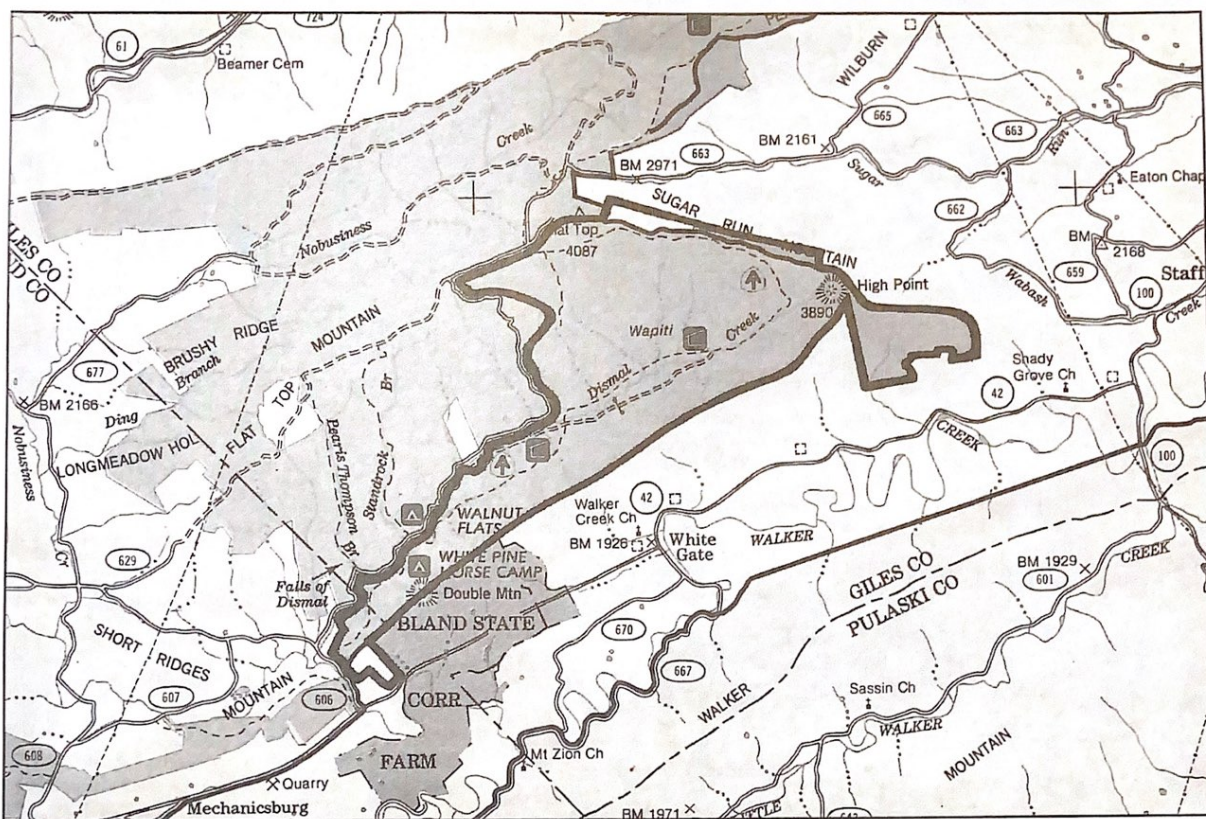 724
61
Beamer Cem
WILBURN
665
663
Run
BM 2161
Creek
BM 2971
663
Sugar
Eaton Chap
SUGAR RUN
662
Nobusiness
4087
BM
2168
659
Staff
100
High Point
3890
Wabash
Creek
MOUNTAIN
Wapiti
Creek
BRUSHY RIDGE
Branch
Shady
Grove Ch
677
Dismal
42
TOP
Br
BM 2166
Ding
FLAT
CREEK
Nobusiness
LONGMEADOW HOL
Pearis Thompson
Standrock
100
42
WALNUT
FLATS
Walker
Creek Ch
BM 1926
White
Gate
WALKER
Br
WHITE PINE
HORSE CAMP
Cr
629
BM 1929
CREEK
601
Falls of
Dismal
Double Mtn
GILES CO
PULASKI CO
BLAND STATE
SHORT RIDGES
670
607
667
MOUNTAIN
606
CORR
WALKER
Sassin Ch
WALKER
608
FARM
Mt Zion Ch
MOUNTAIN
Quarry
Mechanicsburg
BM 1971